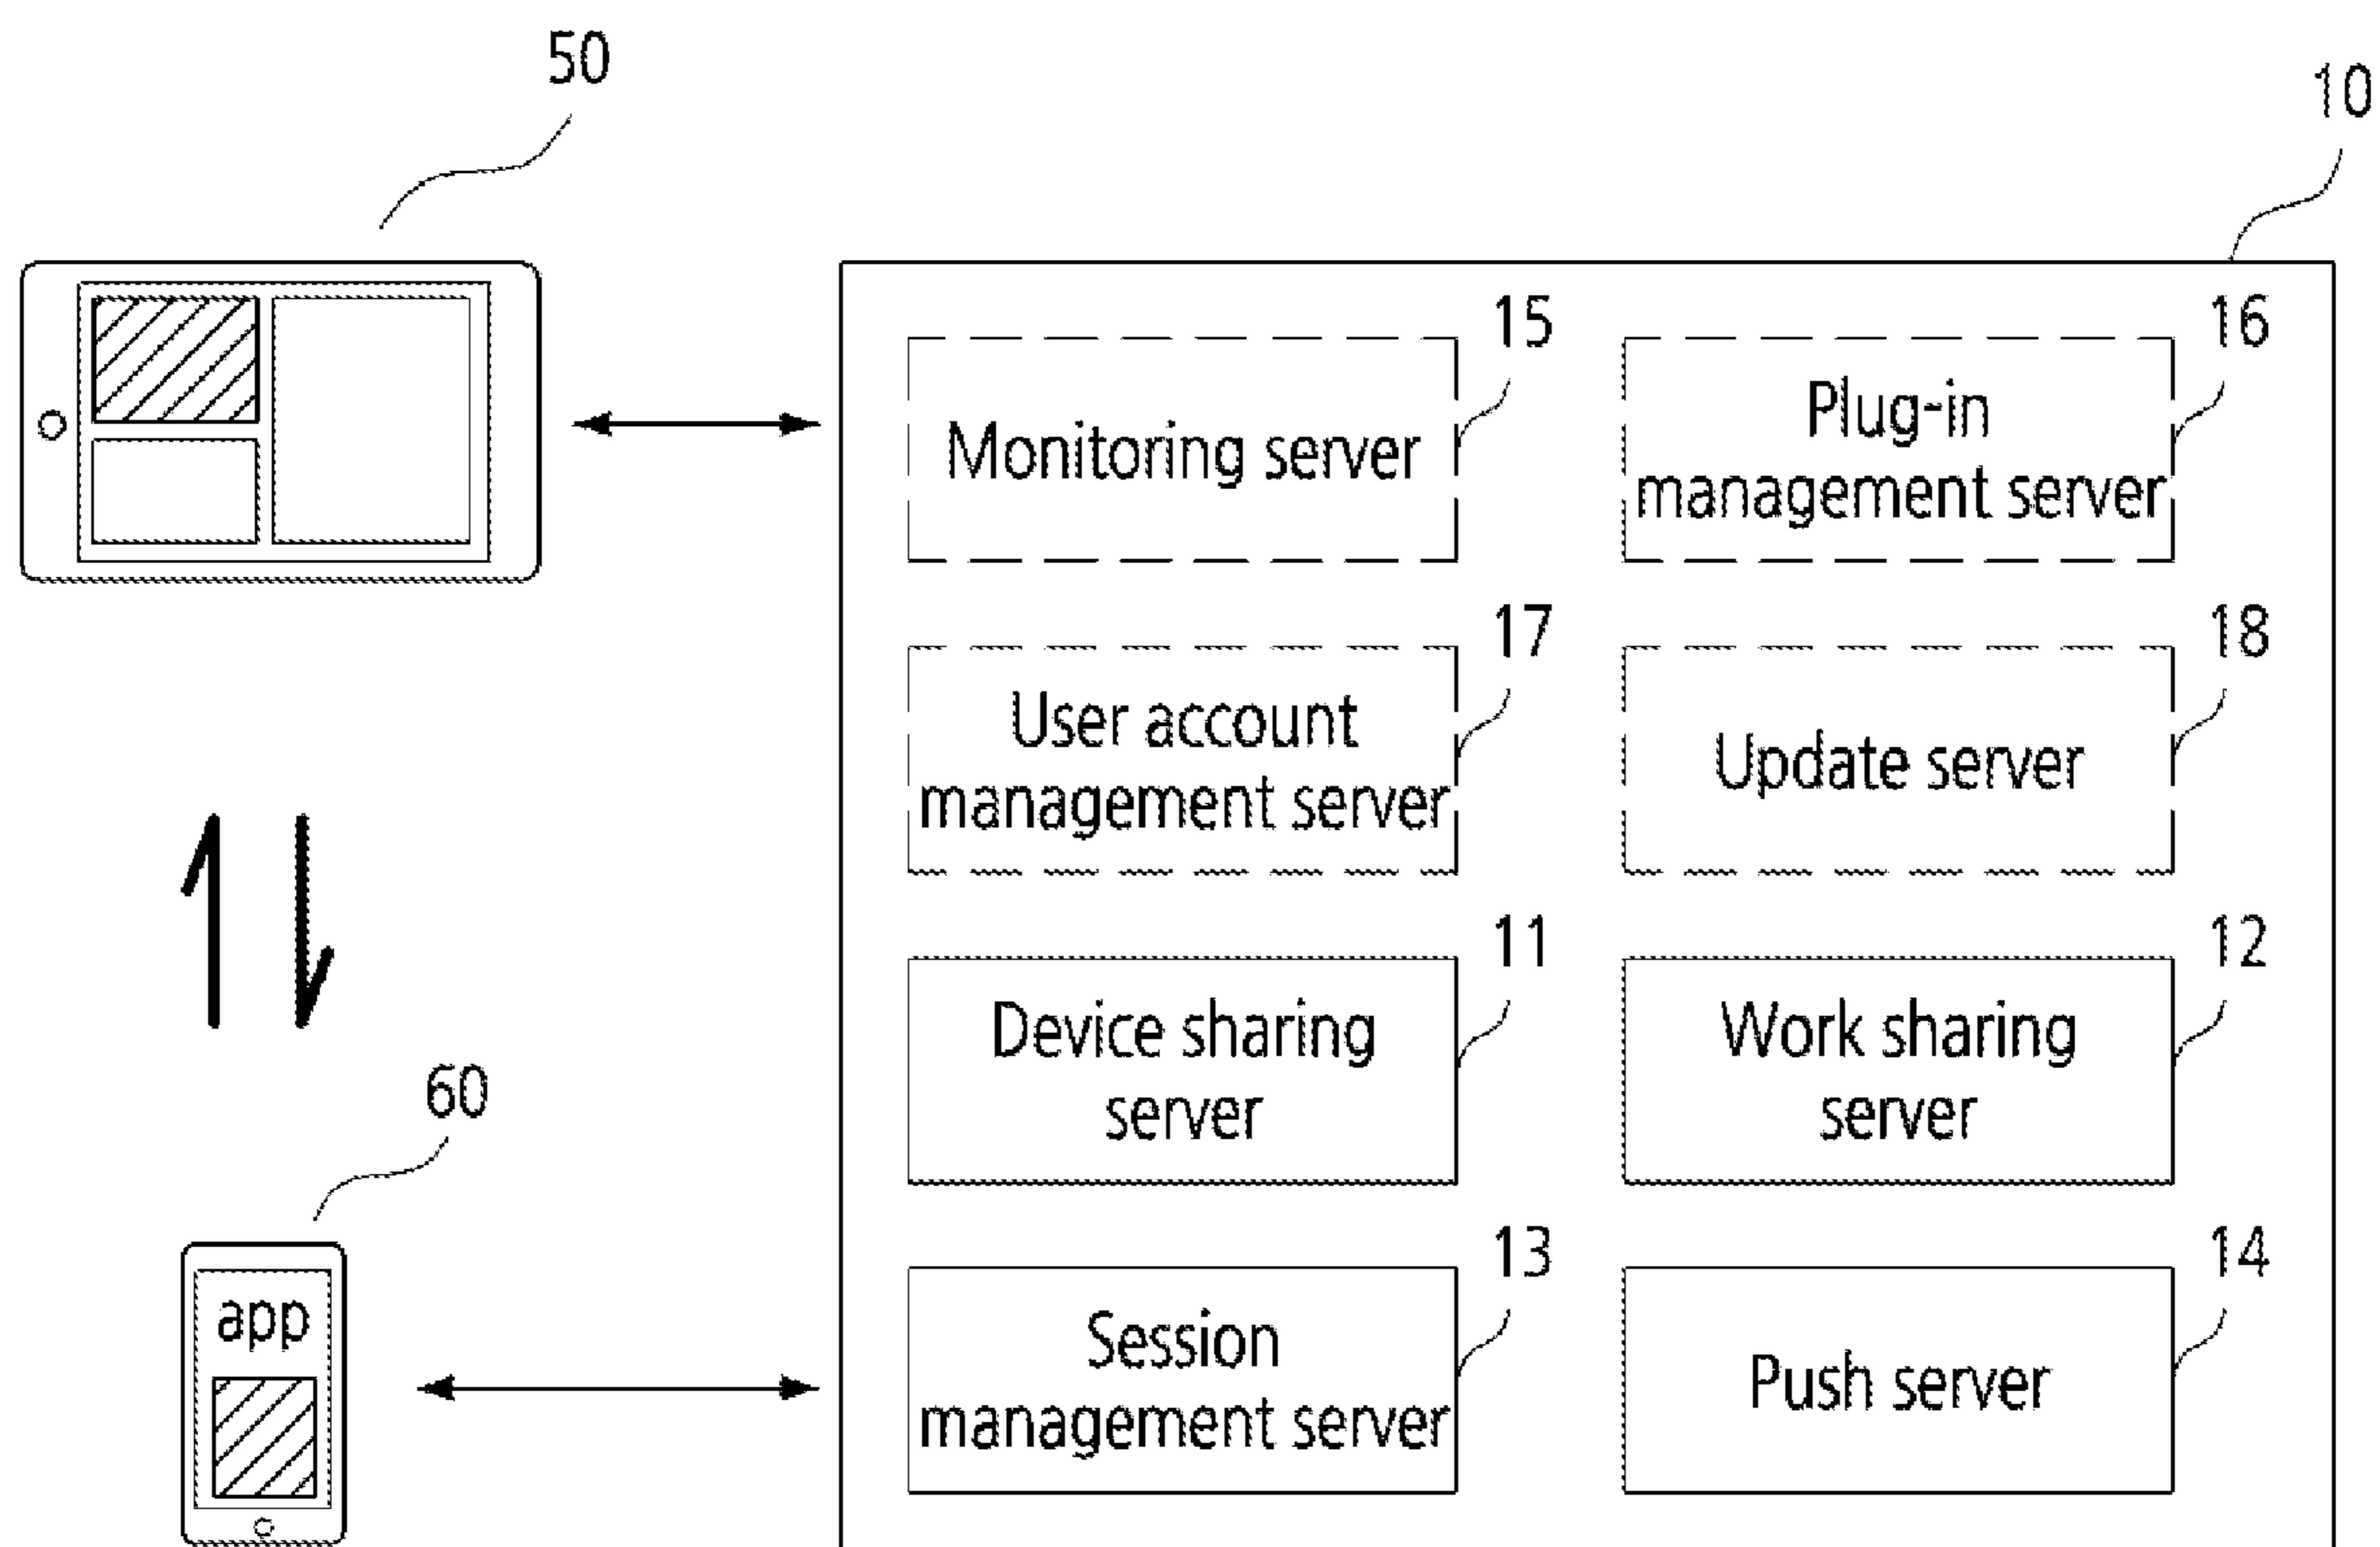 50
10
15
Monitoring server
16
Plug-in
management server
17
User account
management server
18
Update server
11
Device sharing
server
12
Work sharing
server
60
app
13
Session
management server
14
Push server